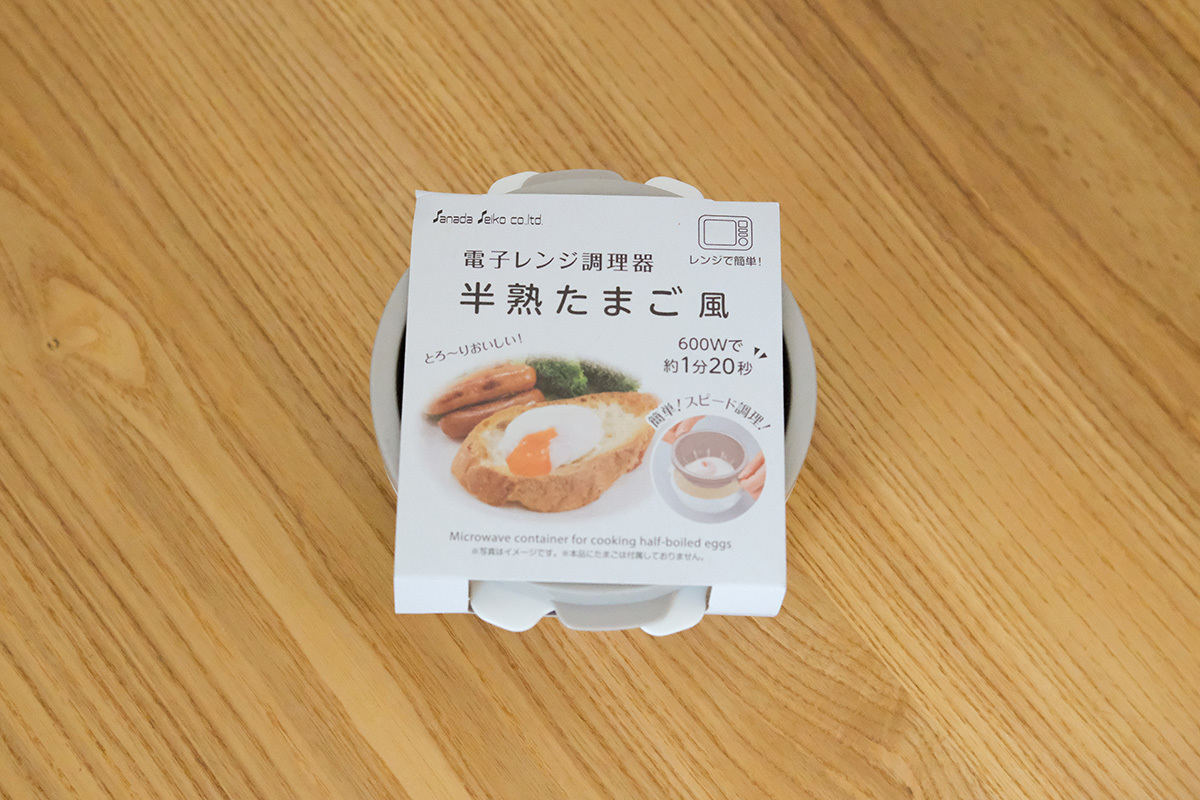 Sanada Seiko co.ltd.
レンジで簡単!
電子レンジ調理器
半熟たまご風
とろ〜りおいしい!
600Wで
約1分20秒
簡単!スピード調理!
Microwave container for cooking half-boiled eggs
※写真はイメージです。※本品にたまごは付属しておりません。